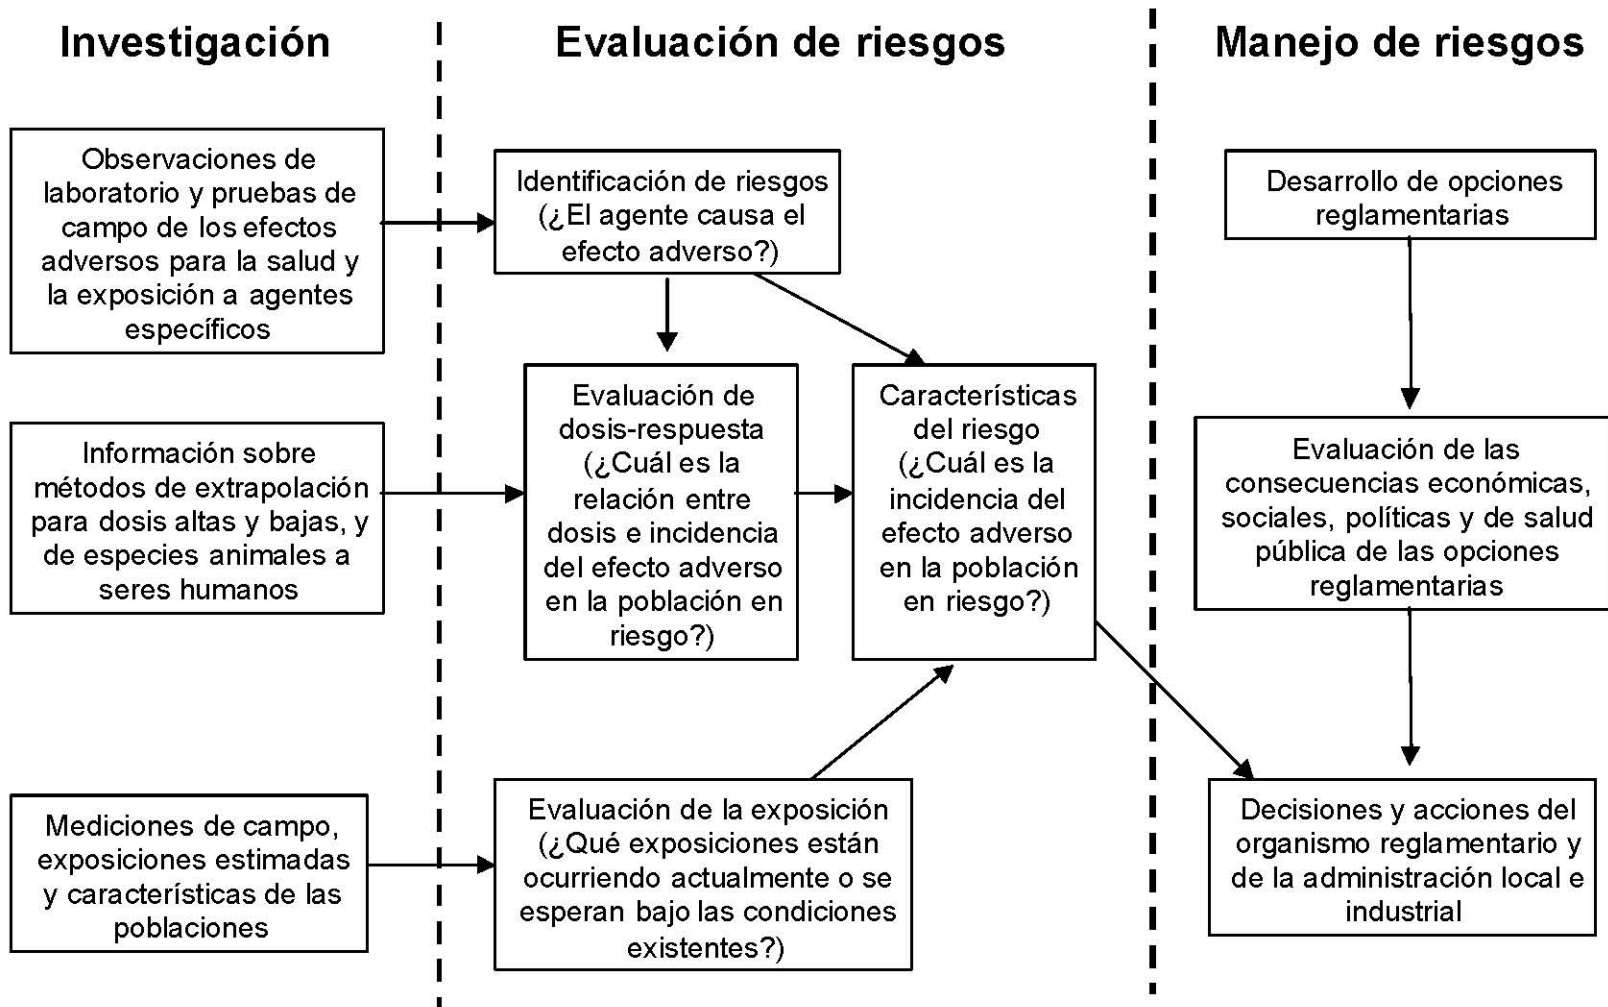 Investigación
Evaluación de riesgos
Manejo de riesgos
Observaciones de
laboratorio y pruebas de
campo de los efectos
adversos para la salud y
la exposición a agentes
específicos
Información sobre
métodos de extrapolación
para dosis altas y bajas, y
de especies animales a
seres humanos
Mediciones de campo,
exposiciones estimadas
y características de las
poblaciones
Identificación de riesgos
(¿El agente causa el
efecto adverso?)
Evaluación de
dosis-respuesta
(¿Cuál es la
relación entre
dosis e incidencia
del efecto adverso
en la población en
riesgo?)
Características
del riesgo
(¿Cuál es la
incidencia del
efecto adverso
en la población
en riesgo?)
Evaluación de la exposición
(¿Qué exposiciones están
ocurriendo actualmente o se
esperan bajo las condiciones
existentes?)
Desarrollo de opciones
reglamentarias
Evaluación de las
consecuencias económicas,
sociales, políticas y de salud
pública de las opciones
reglamentarias
Decisiones y acciones del
organismo reglamentario y
de la administración local e
industrial